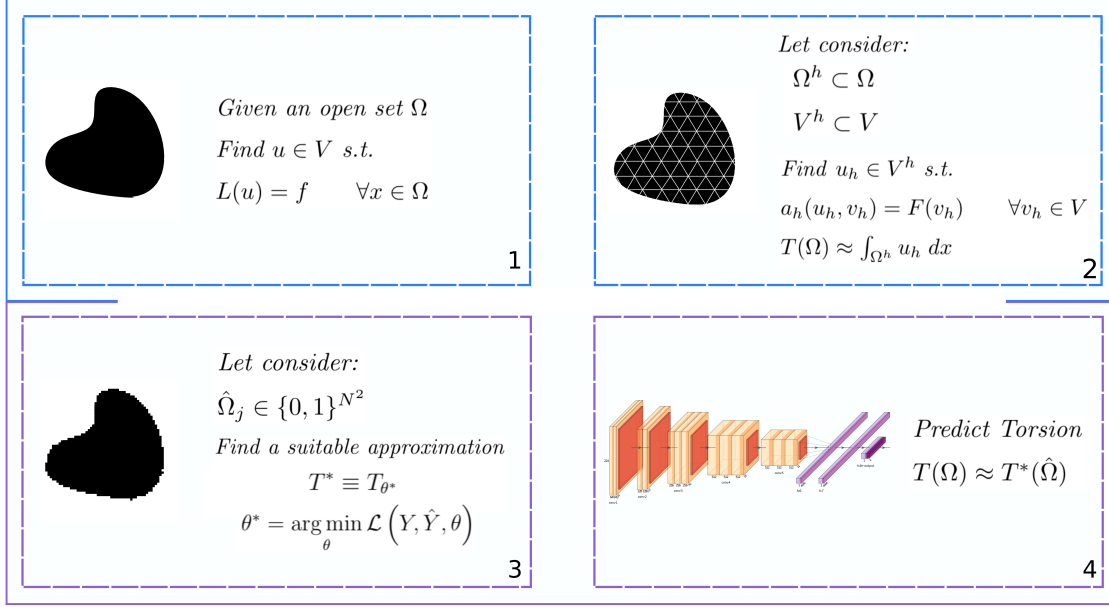 Given an open set Ω
Find u ∈ V s.t.
L(u) = f  ∀x ∈ Ω
1
Let consider:
Ω^h ⊂ Ω
V^h ⊂ V
Find u_h ∈ V^h s.t.
a_h(u_h, v_h) = F(v_h)  ∀v_h ∈ V
T(Ω) ≈ ∫_{Ω^h} u_h dx
2
Let consider:
Ω̂_j ∈ {0, 1}^{N^2}
Find a suitable approximation
T* ≡ T_{θ*}
θ* = arg min_θ ℒ(Y, Ŷ, θ)
3
Predict Torsion
T(Ω) ≈ T*(Ω̂)
4